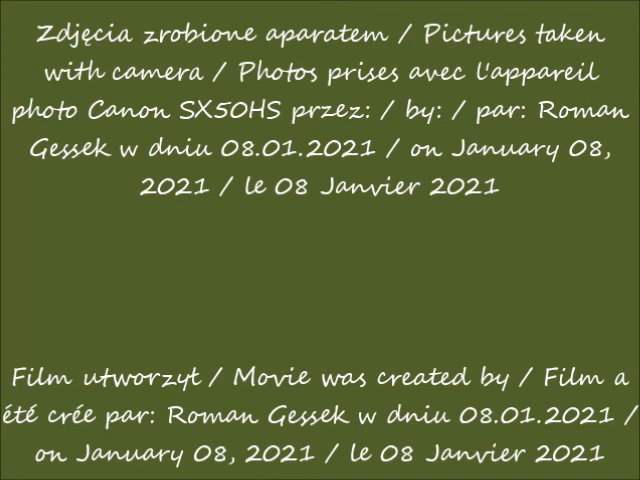 Zdjęcia zrobione aparatem / Pictures taken
with camera / Photos prises avec l'appareil
photo Canon SX50HS przez: / by: / par: Roman
Gessek w dniu 08.01.2021 / on January 08,
2021 / le 08 Janvier 2021
Film utworzył / Movie was created by / Film a
été crée par: Roman Gessek w dniu 08.01.2021 /
on January 08, 2021 / le 08 Janvier 2021